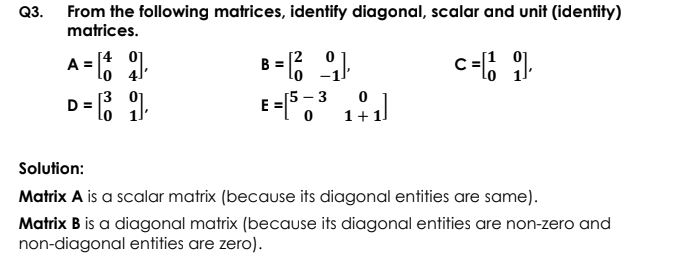 Q3. From the following matrices, identify diagonal, scalar and unit (identity)
matrices.
A = [4 0
0 4], B = [2 0
0 −1], C =[1 0
0 1].
D = [3 0
0 1], E =[5 − 3 0
0 1 + 1]
Solution:
Matrix A is a scalar matrix (because its diagonal entities are same).
Matrix B is a diagonal matrix (because its diagonal entities are non-zero and
non-diagonal entities are zero).